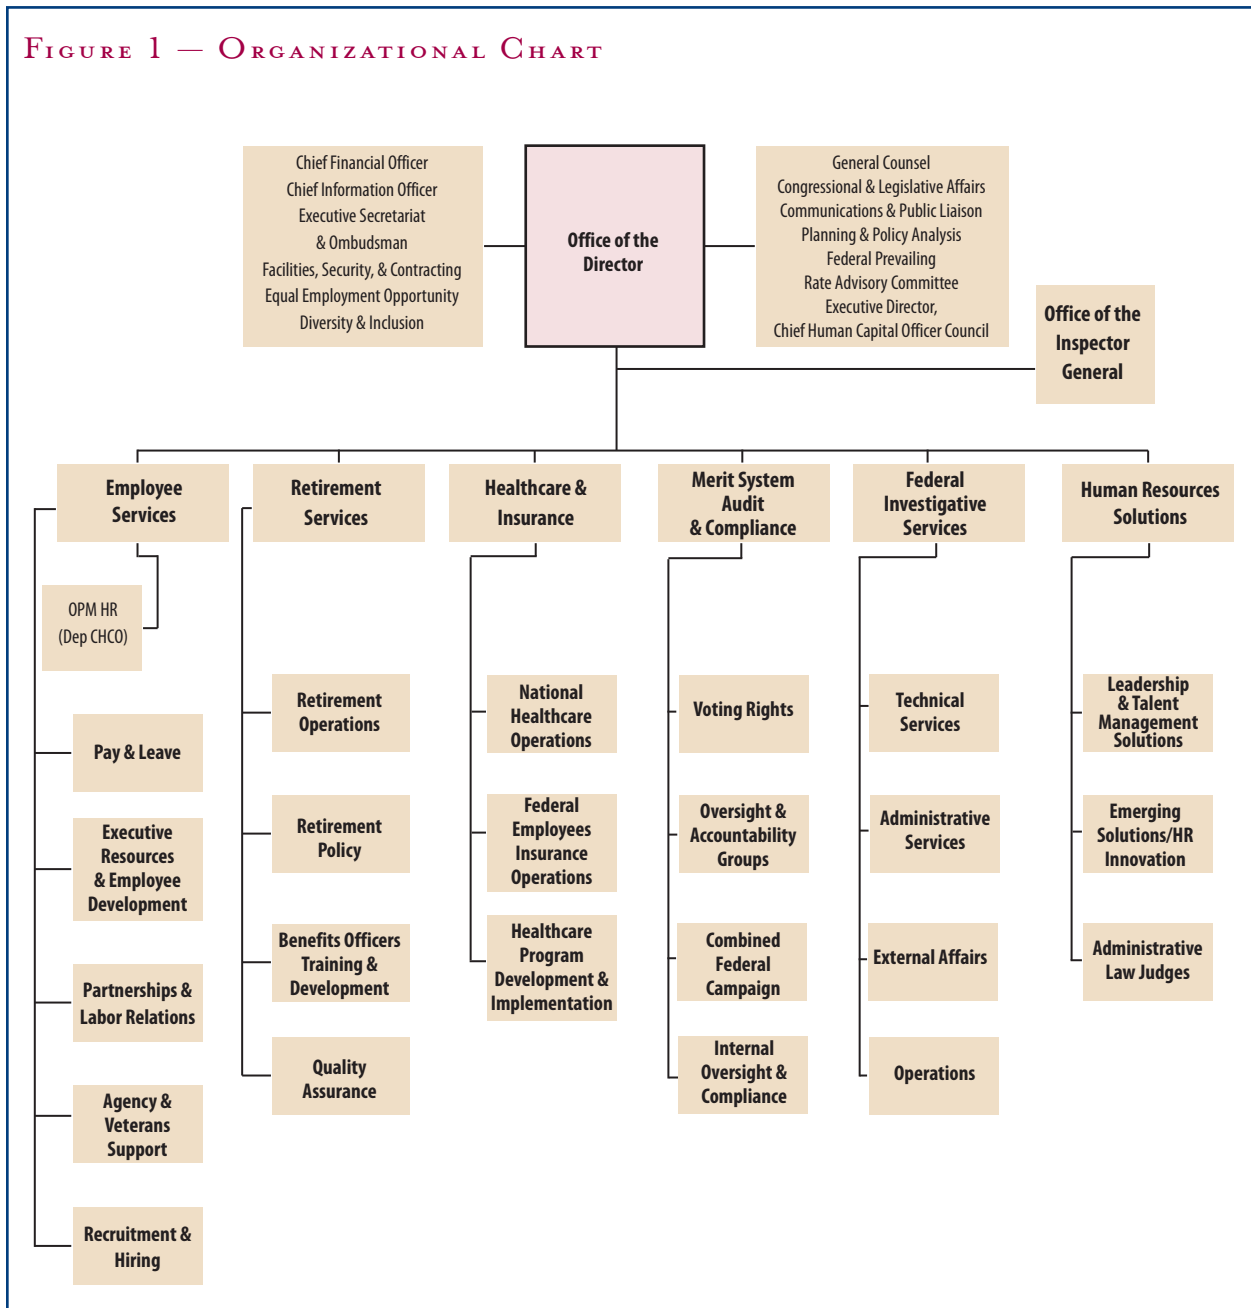 Figure 1 — Organizational Chart
Chief Financial Officer
Chief Information Officer
Executive Secretariat
& Ombudsman
Facilities, Security, & Contracting
Equal Employment Opportunity
Diversity & Inclusion
Office of the
Director
General Counsel
Congressional & Legislative Affairs
Communications & Public Liaison
Planning & Policy Analysis
Federal Prevailing
Rate Advisory Committee
Executive Director,
Chief Human Capital Officer Council
Office of the
Inspector
General
Employee
Services
Retirement
Services
Healthcare &
Insurance
Merit System
Audit
& Compliance
Federal
Investigative
Services
Human Resources
Solutions
OPM HR
(Dep CHCO)
Pay & Leave
Executive
Resources
& Employee
Development
Partnerships &
Labor Relations
Agency &
Veterans
Support
Recruitment &
Hiring
Retirement
Operations
Retirement
Policy
Benefits Officers
Training &
Development
Quality
Assurance
National
Healthcare
Operations
Federal
Employees
Insurance
Operations
Healthcare
Program
Development &
Implementation
Voting Rights
Oversight &
Accountability
Groups
Combined
Federal
Campaign
Internal
Oversight &
Compliance
Technical
Services
Administrative
Services
External Affairs
Operations
Leadership
& Talent
Management
Solutions
Emerging
Solutions/HR
Innovation
Administrative
Law Judges